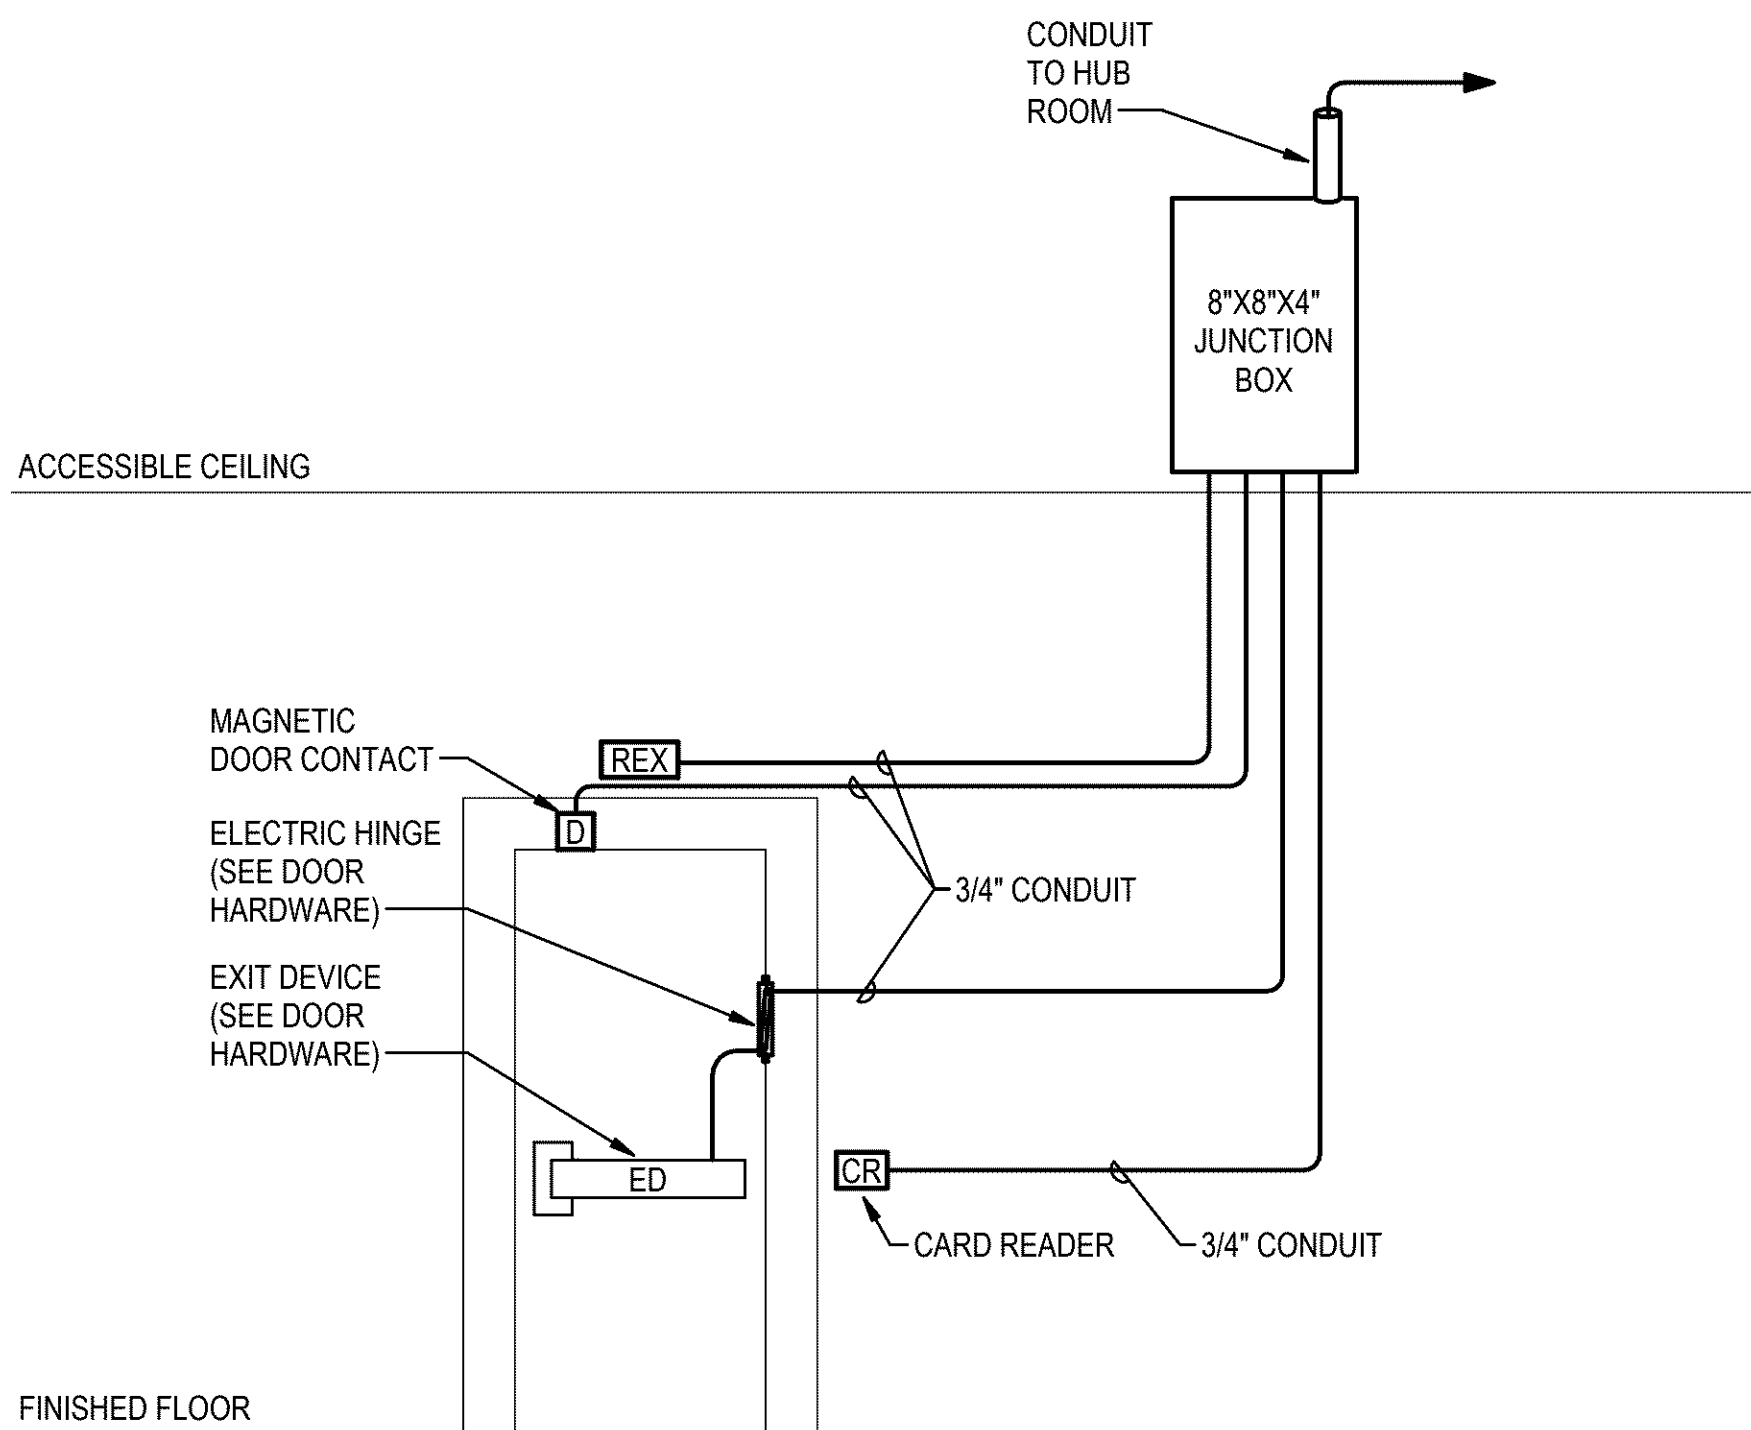 CONDUIT
TO HUB
ROOM
8"X8"X4"
JUNCTION
BOX
ACCESSIBLE CEILING
MAGNETIC
DOOR CONTACT
REX
D
ELECTRIC HINGE
(SEE DOOR
HARDWARE)
3/4" CONDUIT
EXIT DEVICE
(SEE DOOR
HARDWARE)
ED
CR
CARD READER
3/4" CONDUIT
FINISHED FLOOR